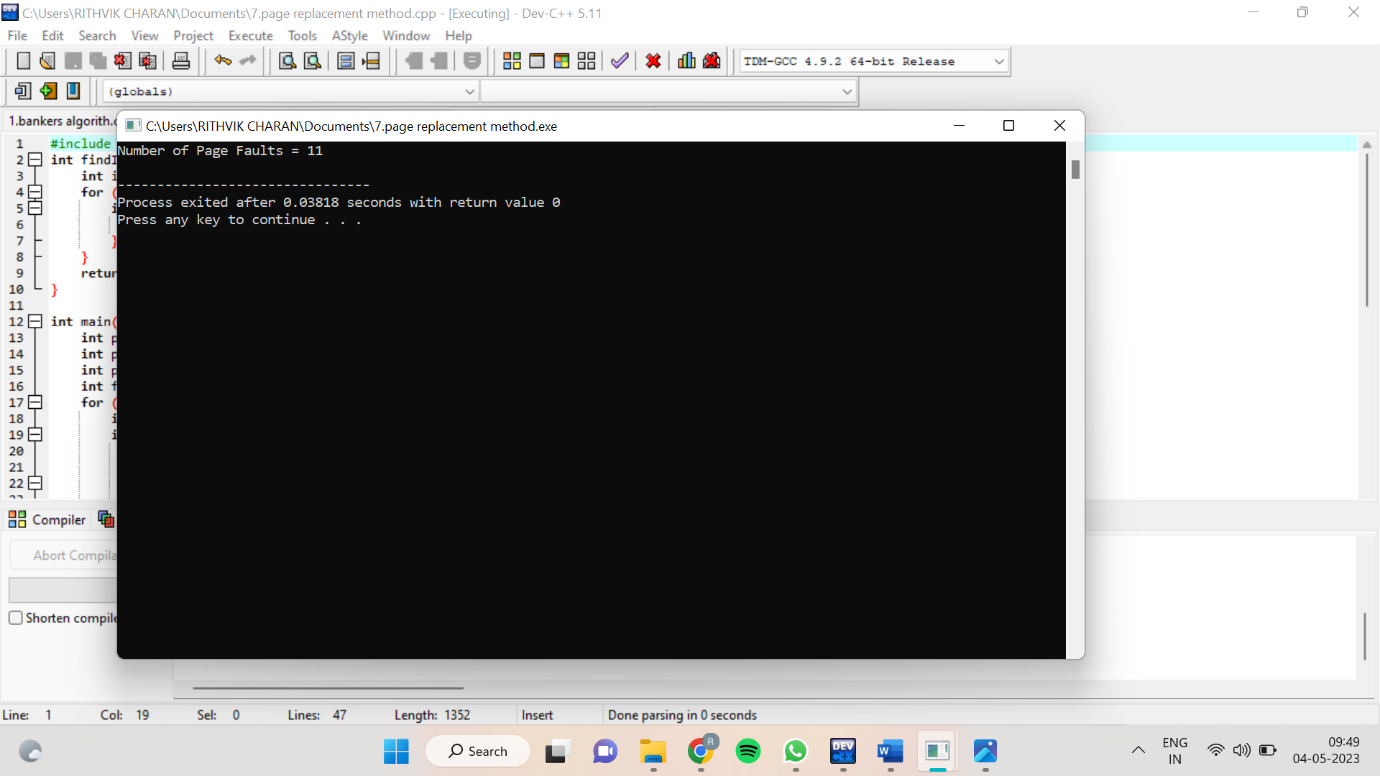 C:\Users\RITHVIK CHARAN\Documents\7.page replacement method.cpp - [Executing] - Dev-C++ 5.11
File Edit Search View Project Execute Tools AStyle Window Help
TDM-GCC 4.9.2 64-bit Release
(globals)
1.bankers algorith.
C:\Users\RITHVIK CHARAN\Documents\7.page replacement method.exe
Number of Page Faults = 11
--------------------------------
Process exited after 0.03818 seconds with return value 0
Press any key to continue . . .
1 #include
2 int find
3 int i
4 for (
5 i
6
7 }
8 }
9 retur
10 }
11
12 int main(
13 int p
14 int p
15 int p
16 int f
17 for (
18 i
19 i
20
21
22
23
Compiler
Abort Compila
Shorten compile
Line: 1 Col: 19 Sel: 0 Lines: 47 Length: 1352 Insert Done parsing in 0 seconds
Search
R
DEV
ENG
IN
09:49
04-05-2023